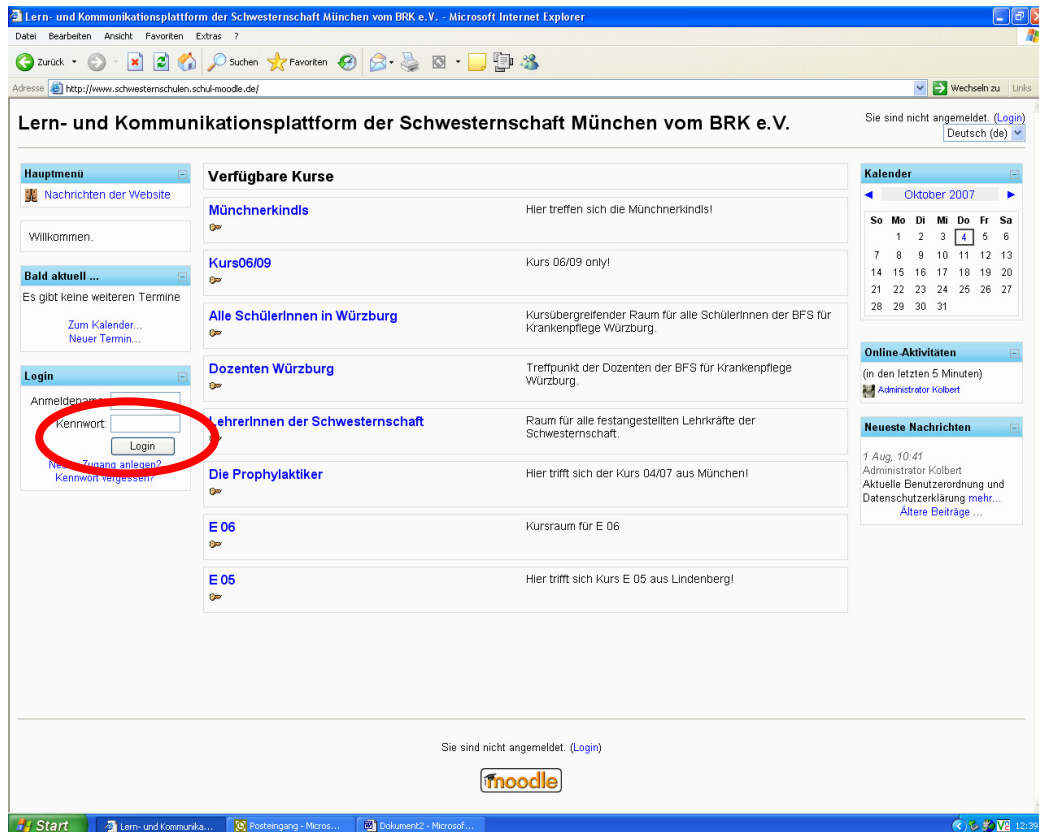 Lern- und Kommunikationsplattform der Schwesternschaft München vom BRK e.V. - Microsoft Internet Explorer
Datei Bearbeiten Ansicht Favoriten Extras ?
Zurück Suchen Favoriten
Adresse http://www.schwesternschulen.schul-moodle.de/ Wechseln zu Links
Lern- und Kommunikationsplattform der Schwesternschaft München vom BRK e.V.
Sie sind nicht angemeldet. (Login)
Deutsch (de)
Hauptmenü
Nachrichten der Website
Willkommen.
Bald aktuell ...
Es gibt keine weiteren Termine
Zum Kalender...
Neuer Termin...
Login
Anmeldename:
Kennwort:
Login
Neuen Zugang anlegen?
Kennwort vergessen?
Verfügbare Kurse
Münchnerkindls Hier treffen sich die Münchnerkindls!
Kurs06/09 Kurs 06/09 only!
Alle SchülerInnen in Würzburg Kursübergreifender Raum für alle SchülerInnen der BFS für
Krankenpflege Würzburg.
Dozenten Würzburg Treffpunkt der Dozenten der BFS für Krankenpflege
Würzburg.
LehrerInnen der Schwesternschaft Raum für alle festangestellten Lehrkräfte der
Schwesternschaft.
Die Prophylaktiker Hier trifft sich der Kurs 04/07 aus München!
E 06 Kursraum für E 06
E 05 Hier trifft sich Kurs E 05 aus Lindenberg!
Kalender
◄ Oktober 2007 ►
So Mo Di Mi Do Fr Sa
1 2 3 4 5 6
7 8 9 10 11 12 13
14 15 16 17 18 19 20
21 22 23 24 25 26 27
28 29 30 31
Online-Aktivitäten
(in den letzten 5 Minuten)
Administrator Kolbert
Neueste Nachrichten
1 Aug, 10:41
Administrator Kolbert
Aktuelle Benutzerordnung und
Datenschutzerklärung mehr...
Ältere Beiträge ...
Sie sind nicht angemeldet. (Login)
moodle
Start Lern- und Kommunika... Posteingang - Micros... Dokument2 - Microsof... 12:39